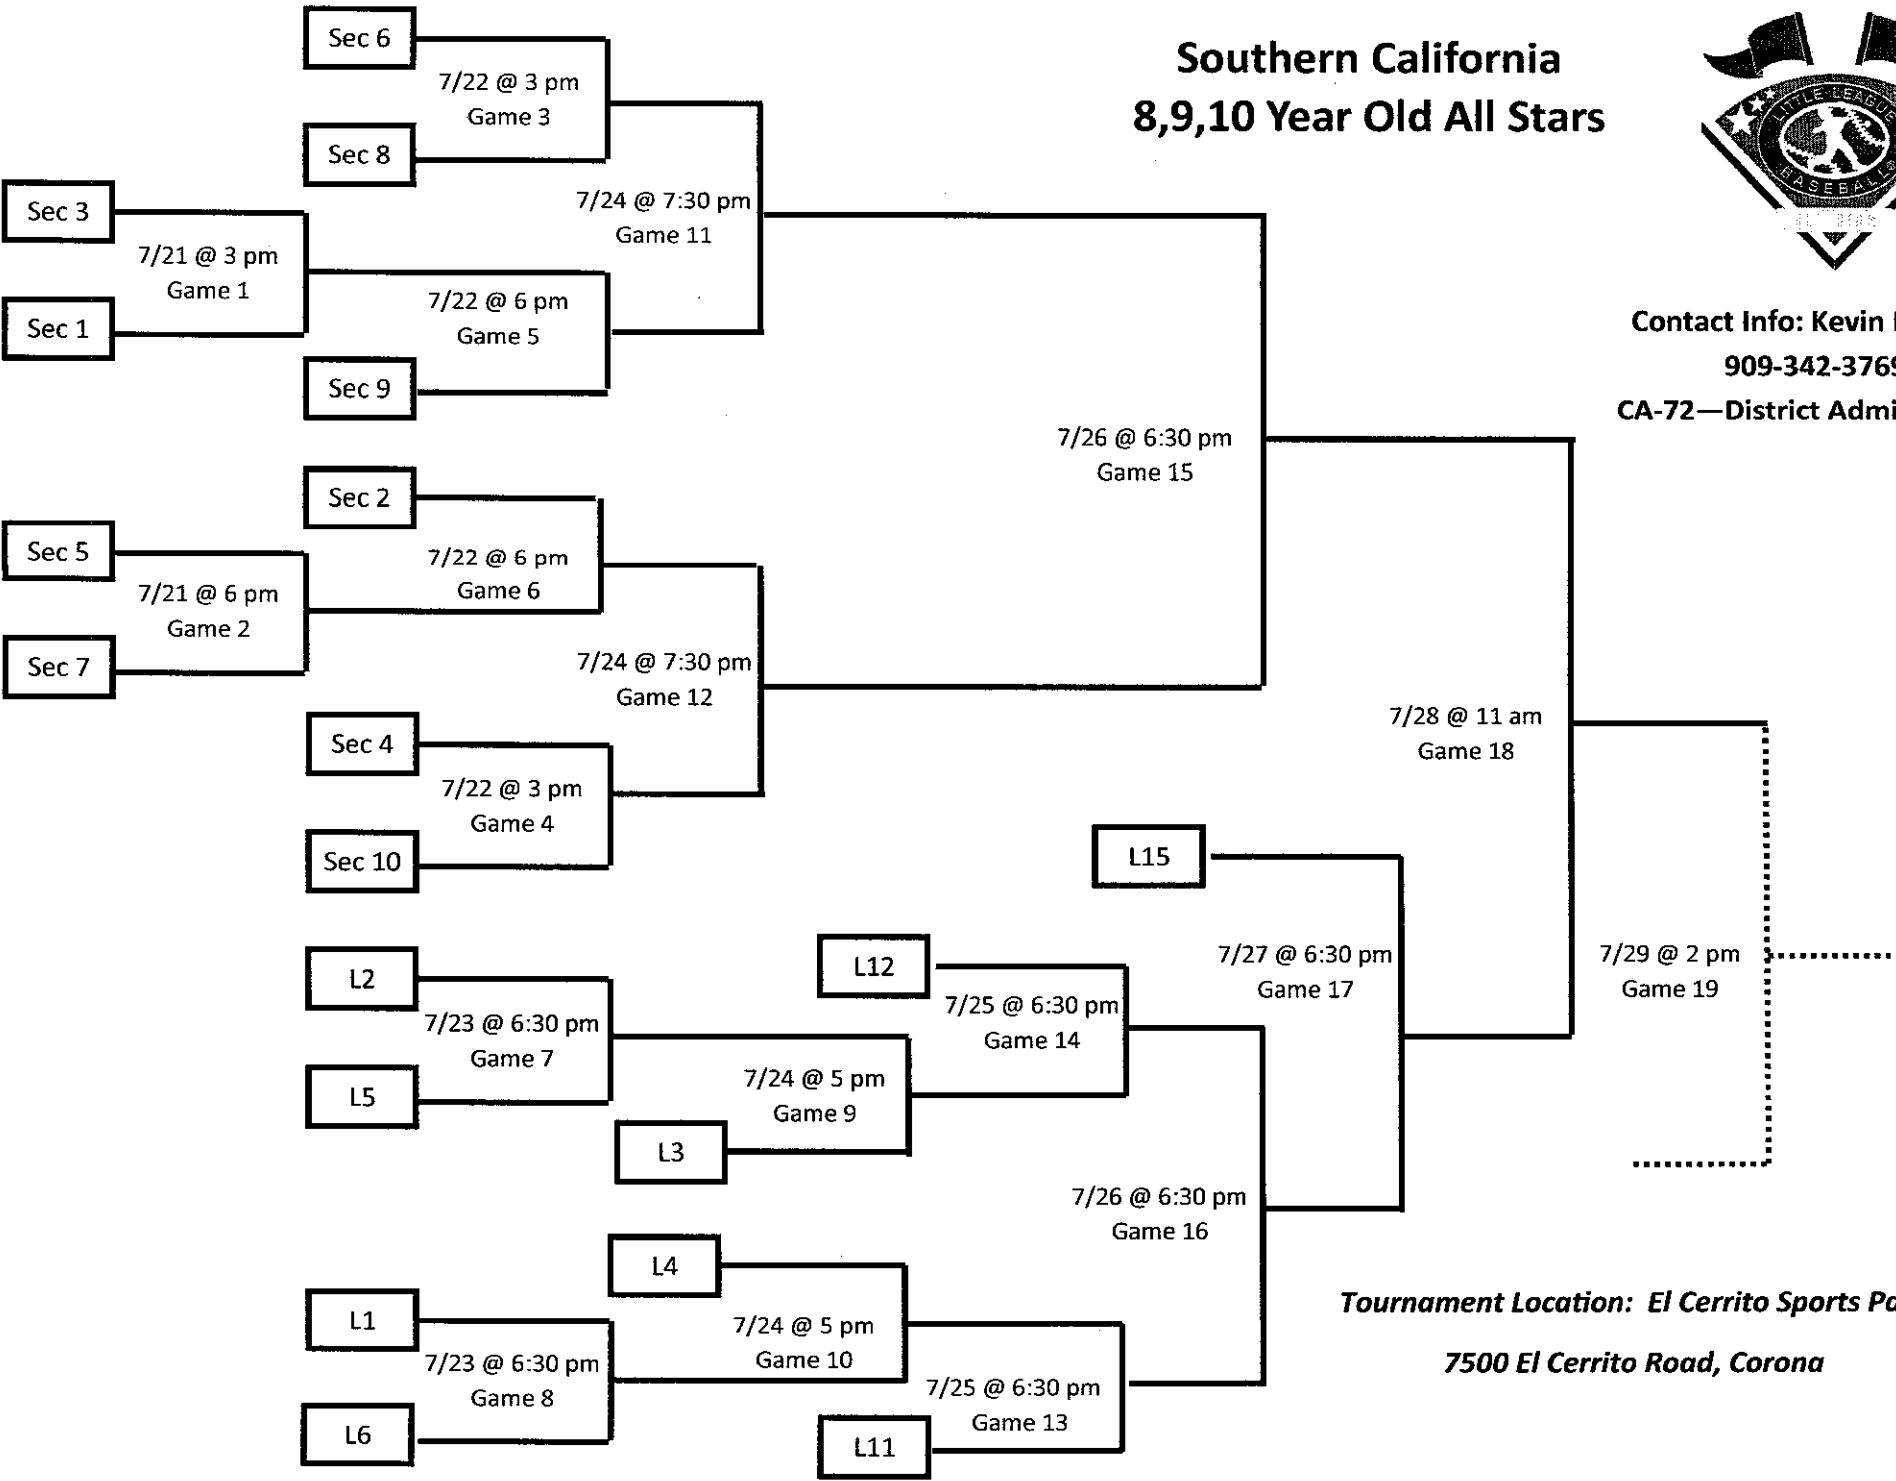 Southern California
8,9,10 Year Old All Stars
LITTLE LEAGUE
BASEBALL
Contact Info: Kevin
909-342-3769
CA-72—District
Sec 6
7/22 @ 3 pm
Game 3
Sec 8
7/24 @ 7:30 pm
Game 11
Sec 3
7/21 @ 3 pm
Game 1
Sec 1
7/22 @ 6 pm
Game 5
Sec 9
7/26 @ 6:30 pm
Game 15
Sec 2
7/22 @ 6 pm
Game 6
Sec 5
7/21 @ 6 pm
Game 2
Sec 7
7/24 @ 7:30 pm
Game 12
Sec 4
7/22 @ 3 pm
Game 4
Sec 10
7/28 @ 11 am
Game 18
L15
7/27 @ 6:30 pm
Game 17
7/29 @ 2 pm
Game 19
L2
7/23 @ 6:30 pm
Game 7
L5
L12
7/25 @ 6:30 pm
Game 14
7/24 @ 5 pm
Game 9
L3
7/26 @ 6:30 pm
Game 16
L4
L1
7/23 @ 6:30 pm
Game 8
L6
7/24 @ 5 pm
Game 10
7/25 @ 6:30 pm
Game 13
L11
Tournament Location: El Cerrito Sports
7500 El Cerrito Road, Corona